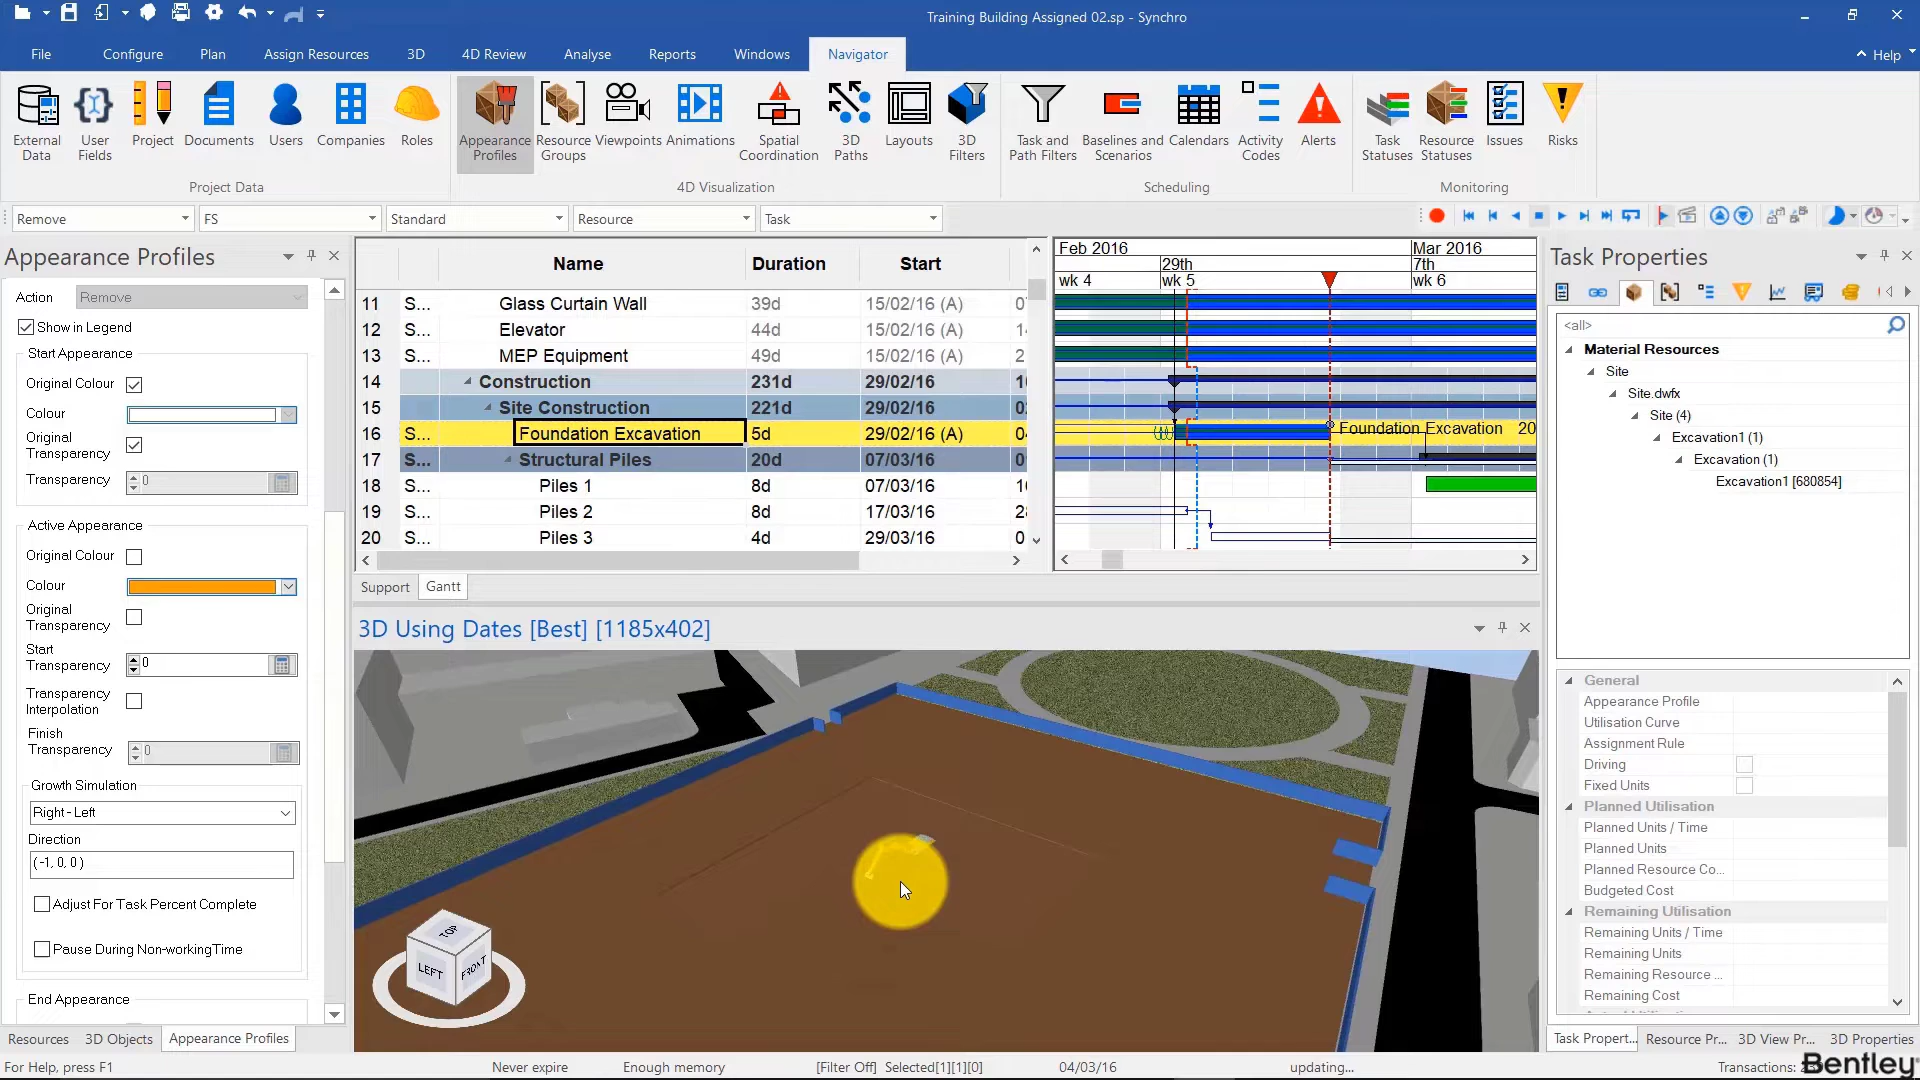 Training Building Assigned 02.sp - Synchro
File Configure Plan Assign Resources 3D 4D Review Analyse Reports Windows Navigator Help
External Data
User Fields
Project
Documents
Users
Companies
Roles
Appearance Profiles
Resource Groups
Viewpoints
Animations
Spatial Coordination
3D Paths
Layouts
3D Filters
Task and Path Filters
Baselines and Scenarios
Calendars
Activity Codes
Alerts
Task Statuses
Resource Statuses
Issues
Risks
Project Data
4D Visualization
Scheduling
Monitoring
Remove FS Standard Resource Task
Appearance Profiles
Action Remove
Show in Legend
Start Appearance
Original Colour
Colour
Original Transparency
Transparency 0
Active Appearance
Original Colour
Colour
Original Transparency
Start Transparency 0
Transparency Interpolation
Finish Transparency 0
Growth Simulation
Right - Left
Direction
( -1, 0, 0 )
Adjust For Task Percent Complete
Pause During Non-workingTime
End Appearance
Resources 3D Objects Appearance Profiles
Name Duration Start
11 S... Glass Curtain Wall 39d 15/02/16 (A)
12 S... Elevator 44d 15/02/16 (A)
13 S... MEP Equipment 49d 15/02/16 (A)
14 Construction 231d 29/02/16
15 Site Construction 221d 29/02/16
16 S... Foundation Excavation 5d 29/02/16 (A)
17 Structural Piles 20d 07/03/16
18 S... Piles 1 8d 07/03/16
19 S... Piles 2 8d 17/03/16
20 S... Piles 3 4d 29/03/16
Support Gantt
Feb 2016 Mar 2016
29th 7th
wk 4 wk 5 wk 6
Foundation Excavation 20
3D Using Dates [Best] [1185x402]
TOP
LEFT
FRONT
Task Properties
<all>
Material Resources
Site
Site.dwfx
Site (4)
Excavation1 (1)
Excavation (1)
Excavation1 [680854]
General
Appearance Profile
Utilisation Curve
Assignment Rule
Driving
Fixed Units
Planned Utilisation
Planned Units / Time
Planned Units
Planned Resource Co...
Budgeted Cost
Remaining Utilisation
Remaining Units / Time
Remaining Units
Remaining Resource ...
Remaining Cost
Task Propert... Resource Pr... 3D View Pr... 3D Properties
For Help, press F1 Never expire Enough memory [Filter Off] Selected[1][1][0] 04/03/16 updating... Transactions:
Bentley